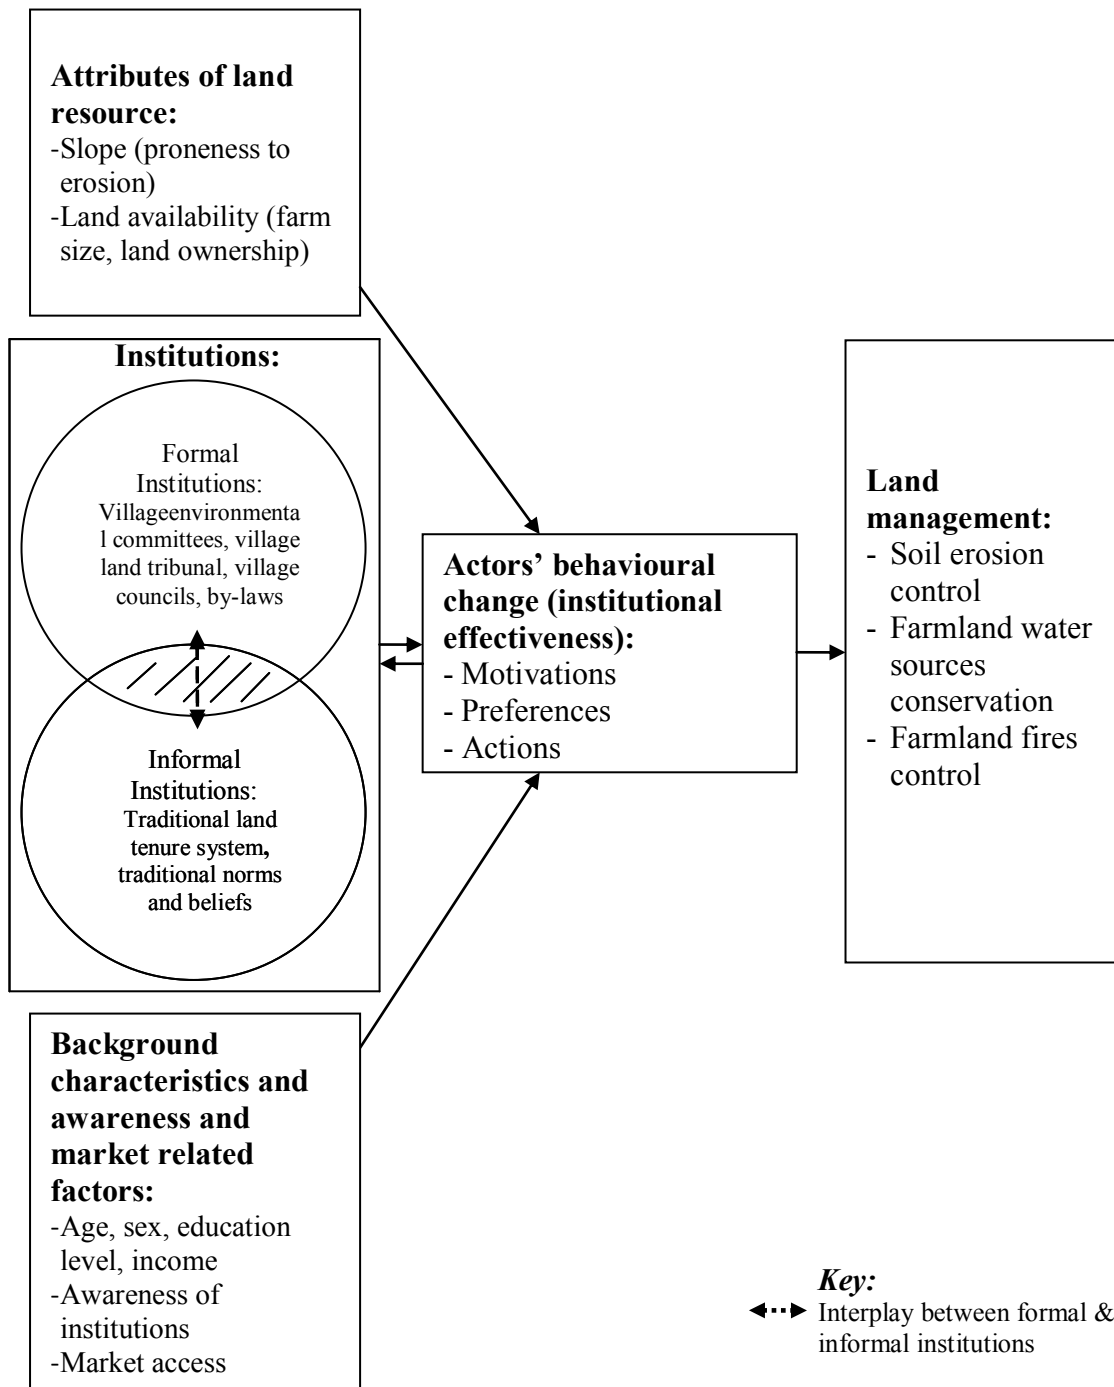 Attributes of land
resource:
-Slope (proneness to
erosion)
-Land availability (farm
size, land ownership)
Institutions:
Formal
Institutions:
Villageenvironmenta
l committees, village
land tribunal, village
councils, by-laws
Informal
Institutions:
Traditional land
tenure system,
traditional norms
and beliefs
Background
characteristics and
awareness and
market related
factors:
-Age, sex, education
level, income
-Awareness of
institutions
-Market access
Actors’ behavioural
change (institutional
effectiveness):
- Motivations
- Preferences
- Actions
Land
management:
- Soil erosion
control
- Farmland water
sources
conservation
- Farmland fires
control
Key:
Interplay between formal &
informal institutions